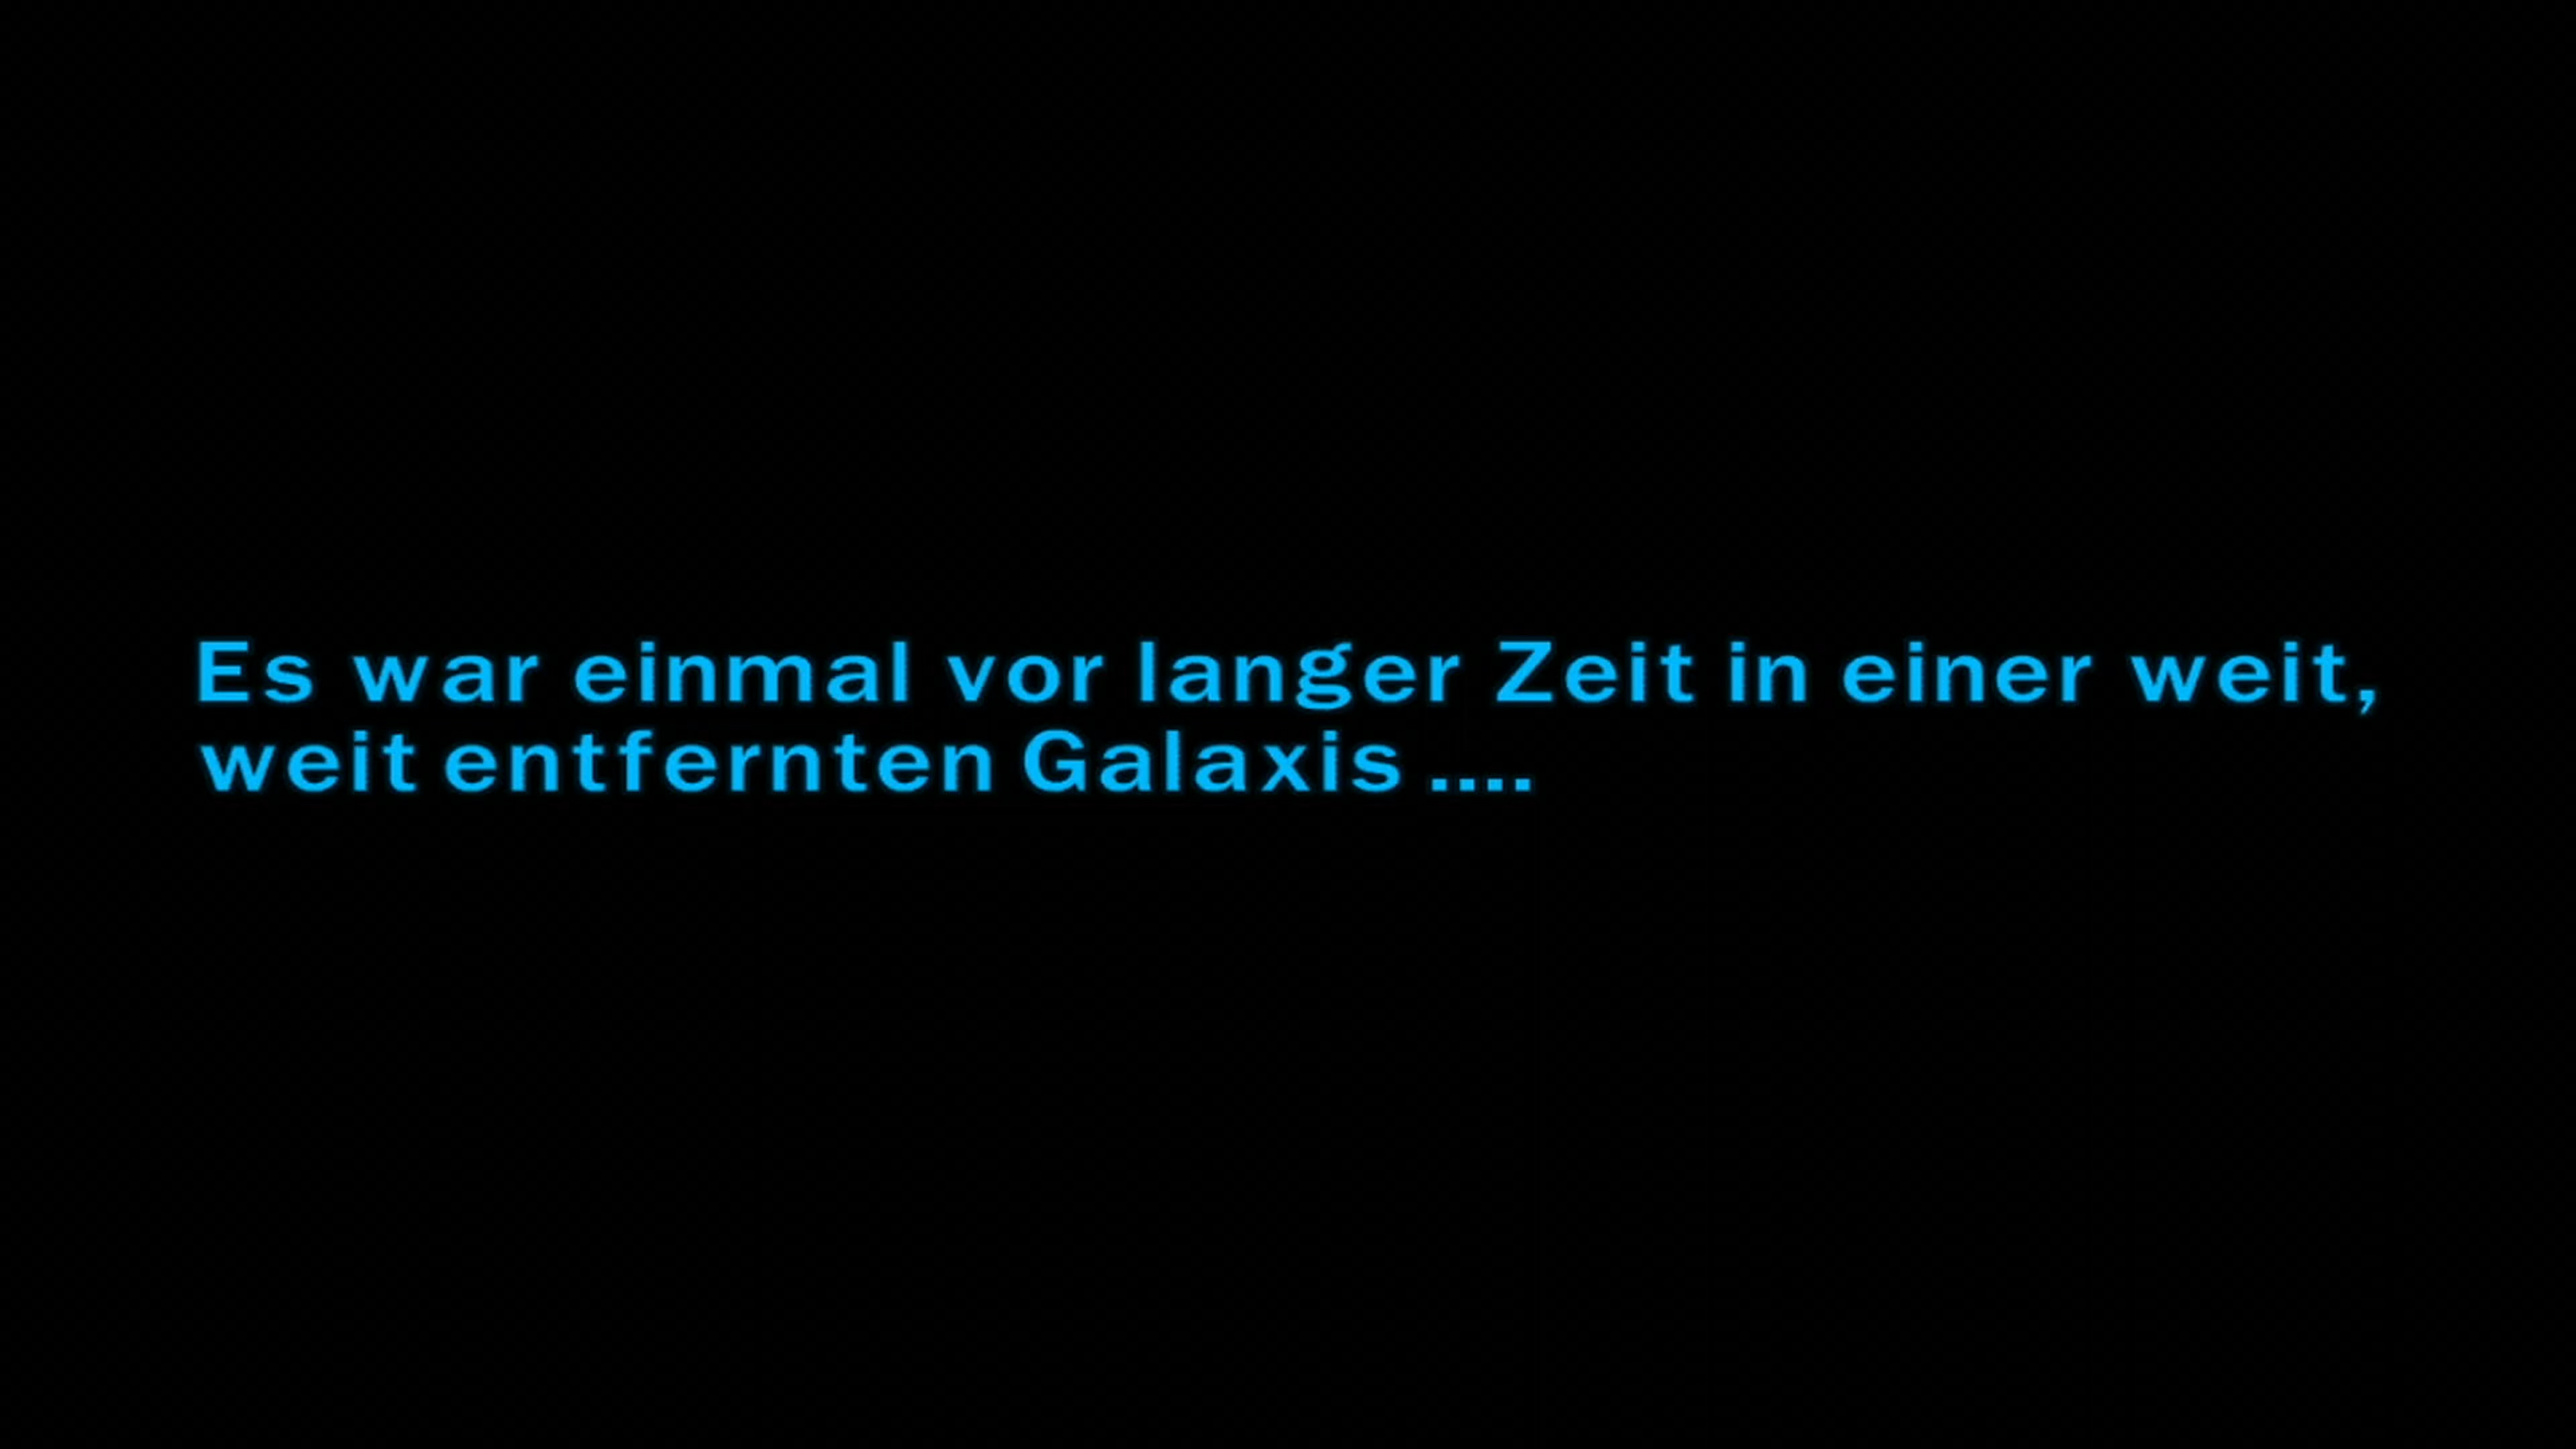 Es war einmal vor langer Zeit in einer weit,
weit entfernten Galaxis ....